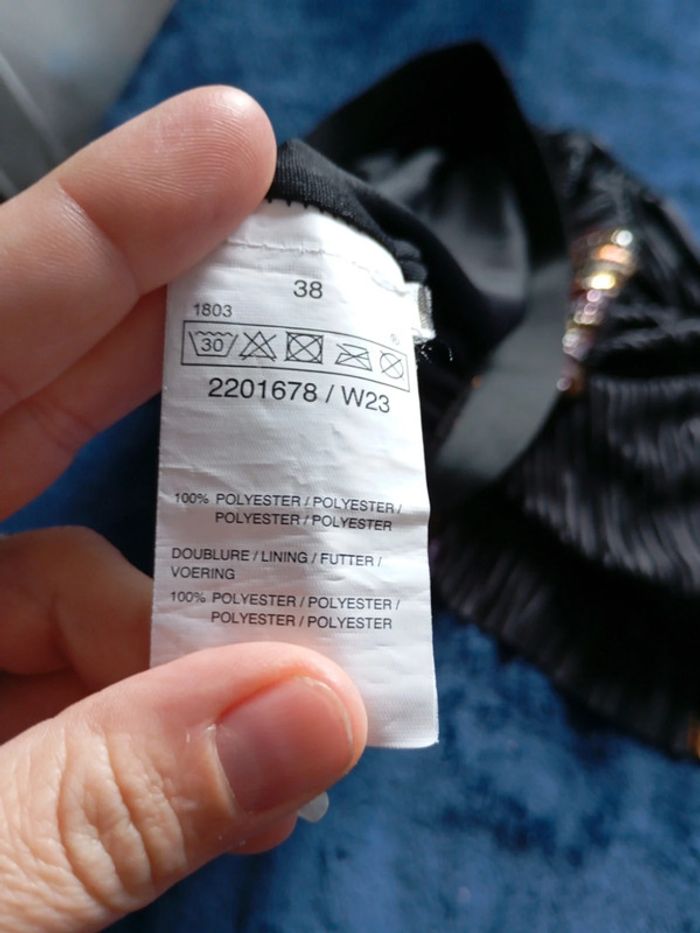 38
1803
®
30
2201678 / W23
100% POLYESTER / POLYESTER /
POLYESTER / POLYESTER
DOUBLURE / LINING / FUTTER /
VOERING
100% POLYESTER / POLYESTER /
POLYESTER / POLYESTER